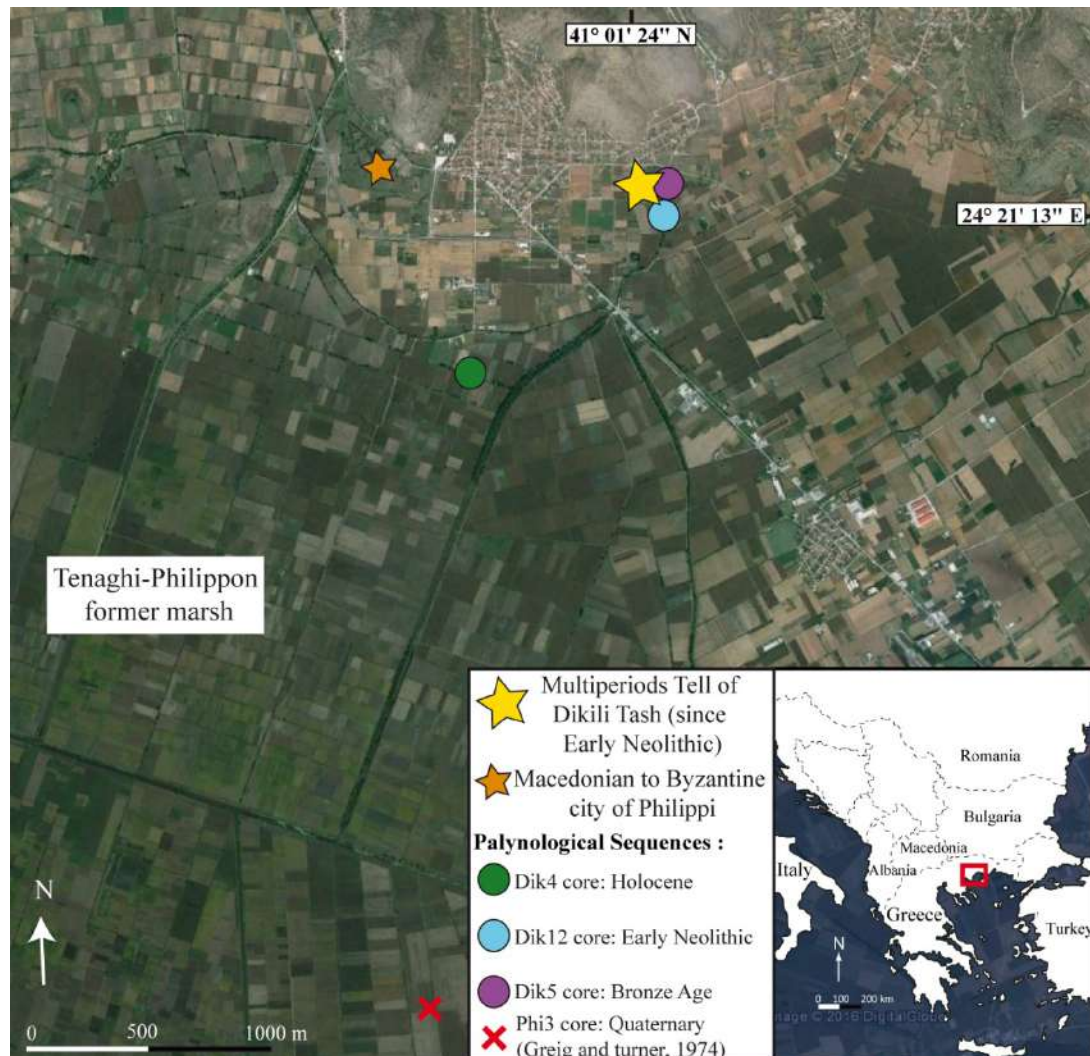 41° 01' 24" N
24° 21' 13" E
Tenaghi-Philippon
former marsh
N
0 500 1000 m
Multiperiods Tell of
Dikili Tash (since
Early Neolithic)
Macedonian to Byzantine
city of Philippi
Palynological Sequences :
Dik4 core: Holocene
Dik12 core: Early Neolithic
Dik5 core: Bronze Age
Phi3 core: Quaternary
(Greig and turner, 1974)
Romania
Bulgaria
Macedonia
Albania
Italy
Greece
Turkey
N
0 100 200 km
mage © 2016 DigitalGlobe